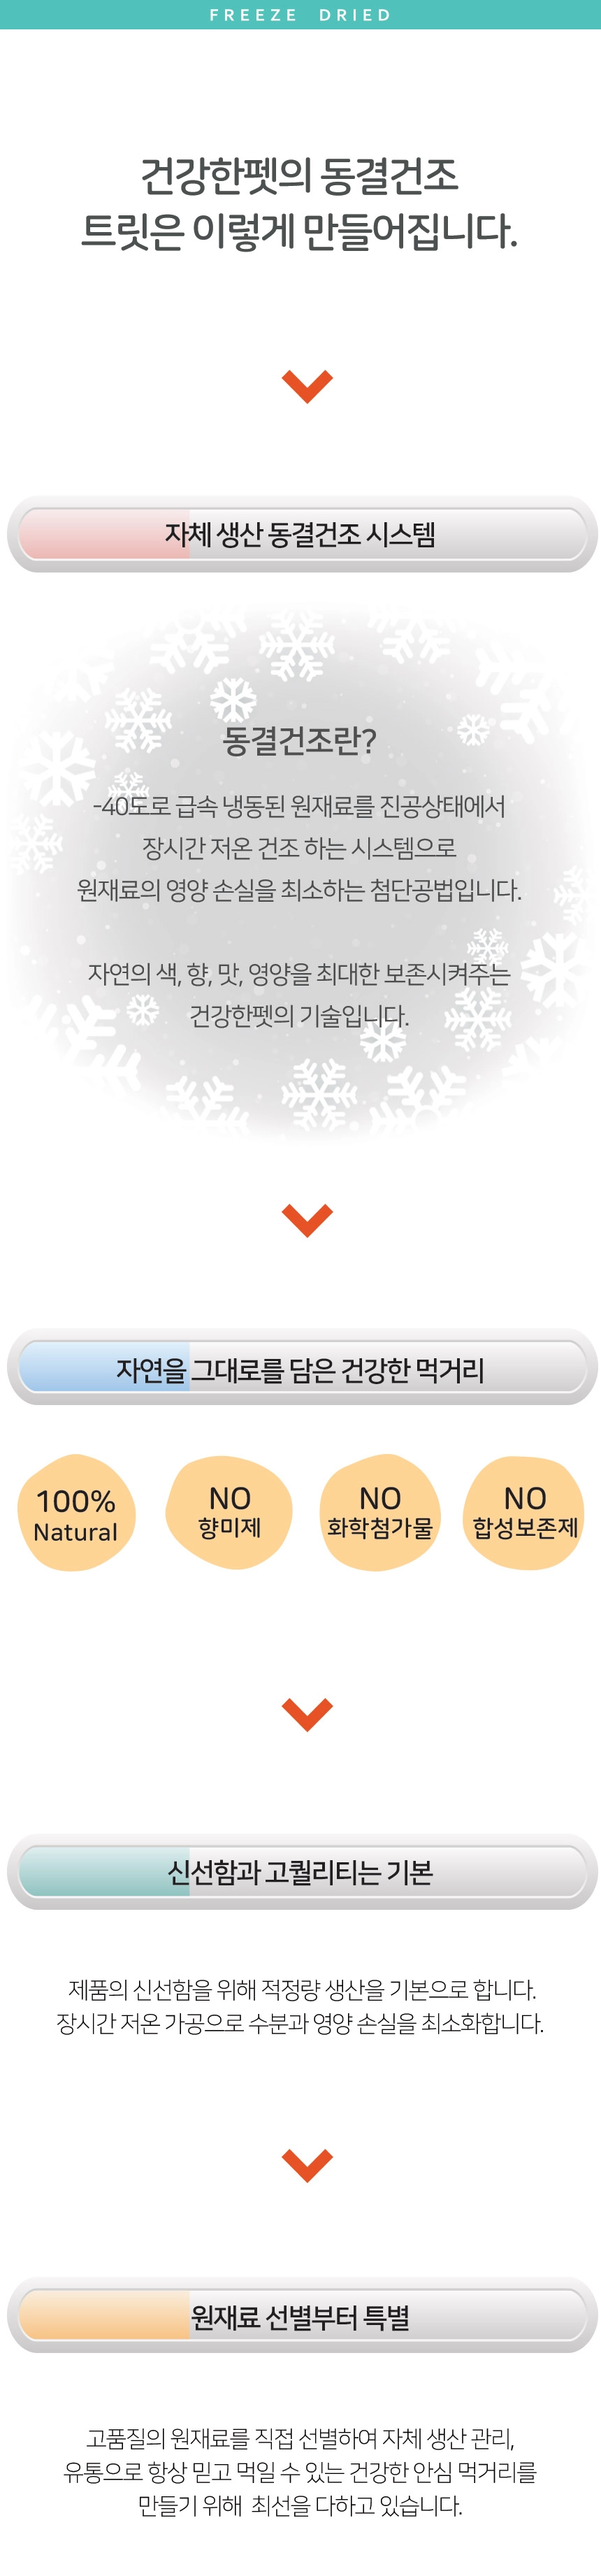 FREEZE DRIED
건강한펫의 동결건조
트릿은 이렇게 만들어집니다.
자체 생산 동결건조 시스템
동결건조란?
-40도로 급속 냉동된 원재료를 진공상태에서
장시간 저온 건조 하는 시스템으로
원재료의 영양 손실을 최소하는 첨단공법입니다.
자연의 색, 향, 맛, 영양을 최대한 보존시켜주는
건강한펫의 기술입니다.
자연을 그대로를 담은 건강한 먹거리
100%
Natural
NO
향미제
NO
화학첨가물
NO
합성보존제
신선함과 고퀄리티는 기본
제품의 신선함을 위해 적정량 생산을 기본으로 합니다.
장시간 저온 가공으로 수분과 영양 손실을 최소화합니다.
원재료 선별부터 특별
고품질의 원재료를 직접 선별하여 자체 생산 관리,
유통으로 항상 믿고 먹일 수 있는 건강한 안심 먹거리를
만들기 위해 최선을 다하고 있습니다.